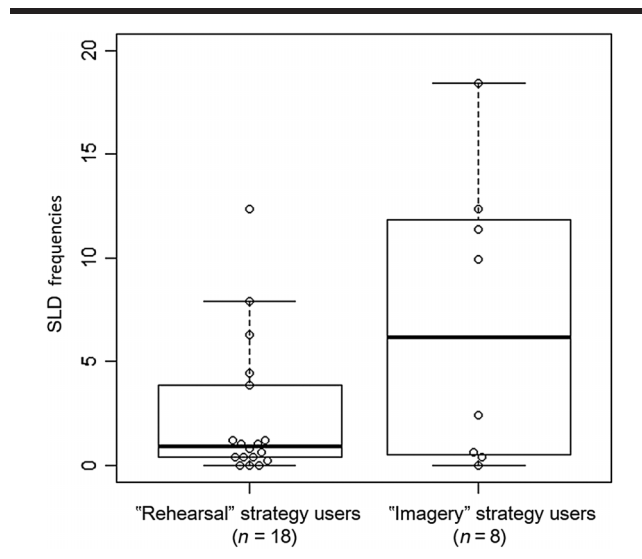 20
15
10
5
0
SLD frequencies
"Rehearsal" strategy users
(n = 18)
"Imagery" strategy users
(n = 8)